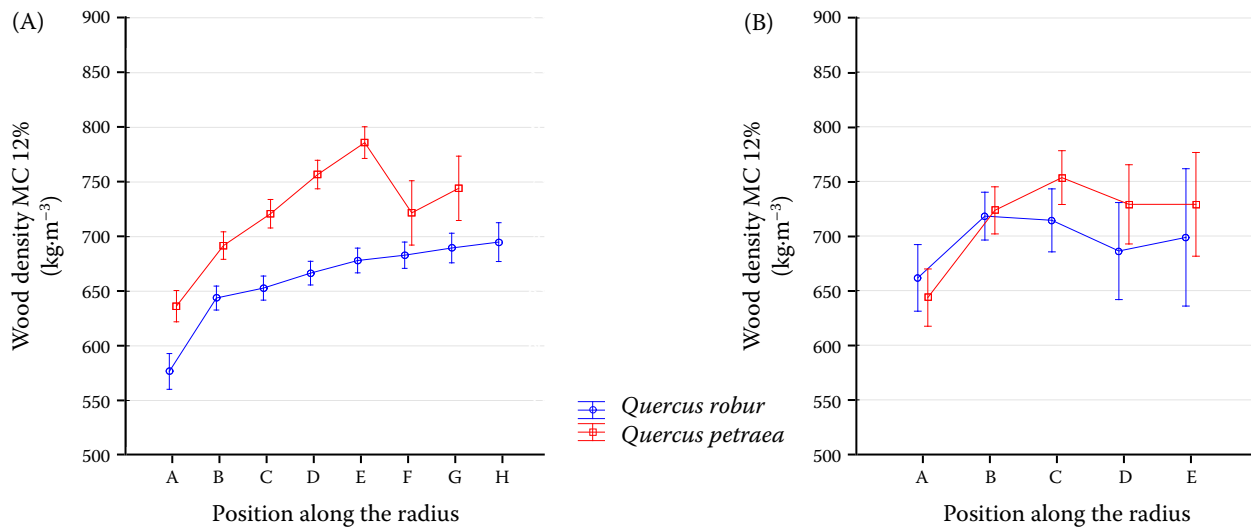 (A)
900
850
800
750
700
650
600
550
500
Wood density MC 12%
(kg·m⁻³)
A B C D E F G H
Position along the radius
Quercus robur
Quercus petraea
(B)
900
850
800
750
700
650
600
550
500
Wood density MC 12%
(kg·m⁻³)
A B C D E
Position along the radius